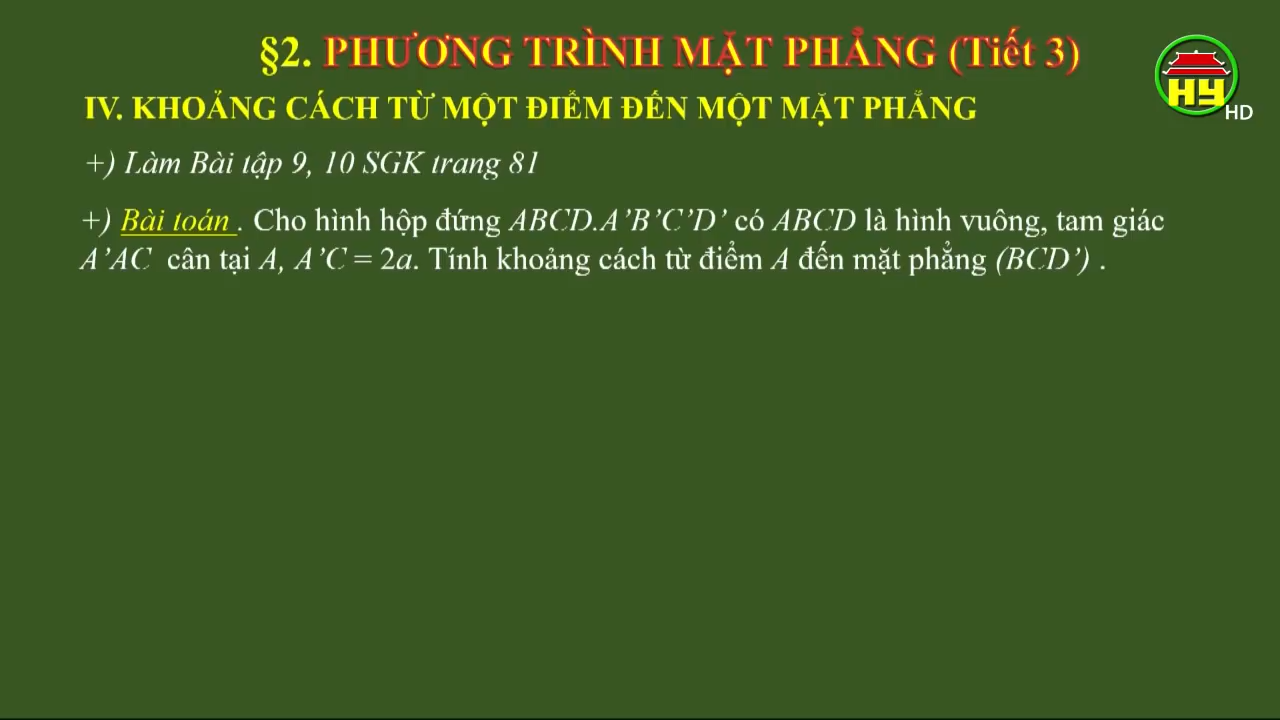 §2. PHƯƠNG TRÌNH MẶT PHẲNG (Tiết 3)
HY HD
IV. KHOẢNG CÁCH TỪ MỘT ĐIỂM ĐẾN MỘT MẶT PHẲNG
+) Làm Bài tập 9, 10 SGK trang 81
+) Bài toán . Cho hình hộp đứng ABCD.A’B’C’D’ có ABCD là hình vuông, tam giác
A’AC cân tại A, A’C = 2a. Tính khoảng cách từ điểm A đến mặt phẳng (BCD’) .